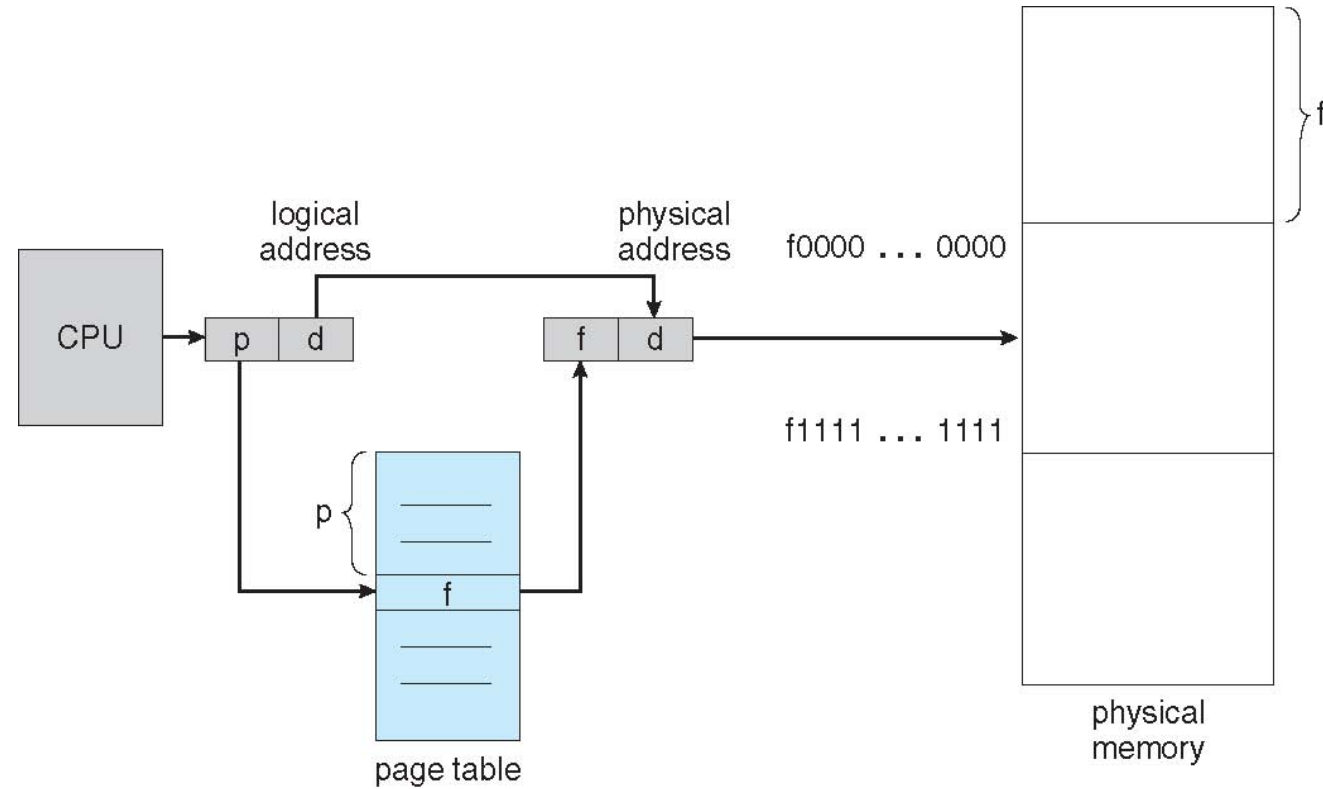 f
logical
address
physical
address
f0000 ... 0000
CPU
p
d
f
d
f1111 ... 1111
p
f
physical
memory
page table